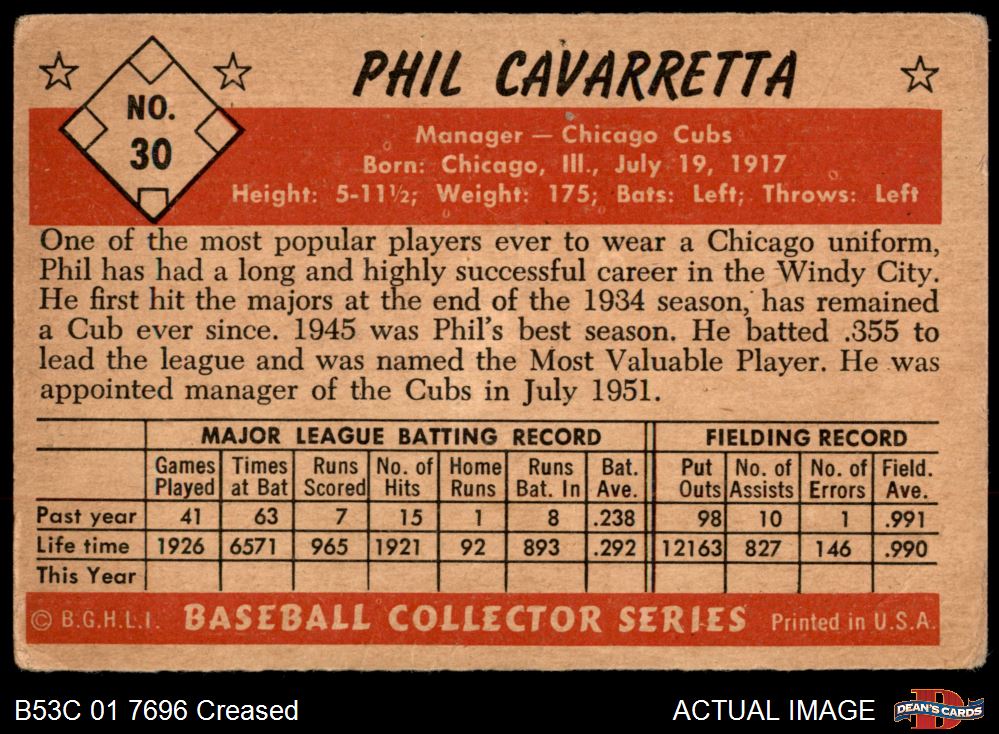 NO.
30
PHIL CAVARRETTA
Manager — Chicago Cubs
Born: Chicago, Ill., July 19, 1917
Height: 5-11½; Weight: 175; Bats: Left; Throws: Left
One of the most popular players ever to wear a Chicago uniform,
Phil has had a long and highly successful career in the Windy City.
He first hit the majors at the end of the 1934 season, has remained
a Cub ever since. 1945 was Phil's best season. He batted .355 to
lead the league and was named the Most Valuable Player. He was
appointed manager of the Cubs in July 1951.
MAJOR LEAGUE BATTING RECORD FIELDING RECORD
Games Times Runs No. of Home Runs Bat. Put No. of No. of Field.
Played at Bat Scored Hits Runs Bat. In Ave. Outs Assists Errors Ave.
Past year 41 63 7 15 1 8 .238 98 10 1 .991
Life time 1926 6571 965 1921 92 893 .292 12163 827 146 .990
This Year
© B.G.H.L.I. BASEBALL COLLECTOR SERIES Printed in U.S.A.
B53C 01 7696 Creased ACTUAL IMAGE DEAN'S CARDS